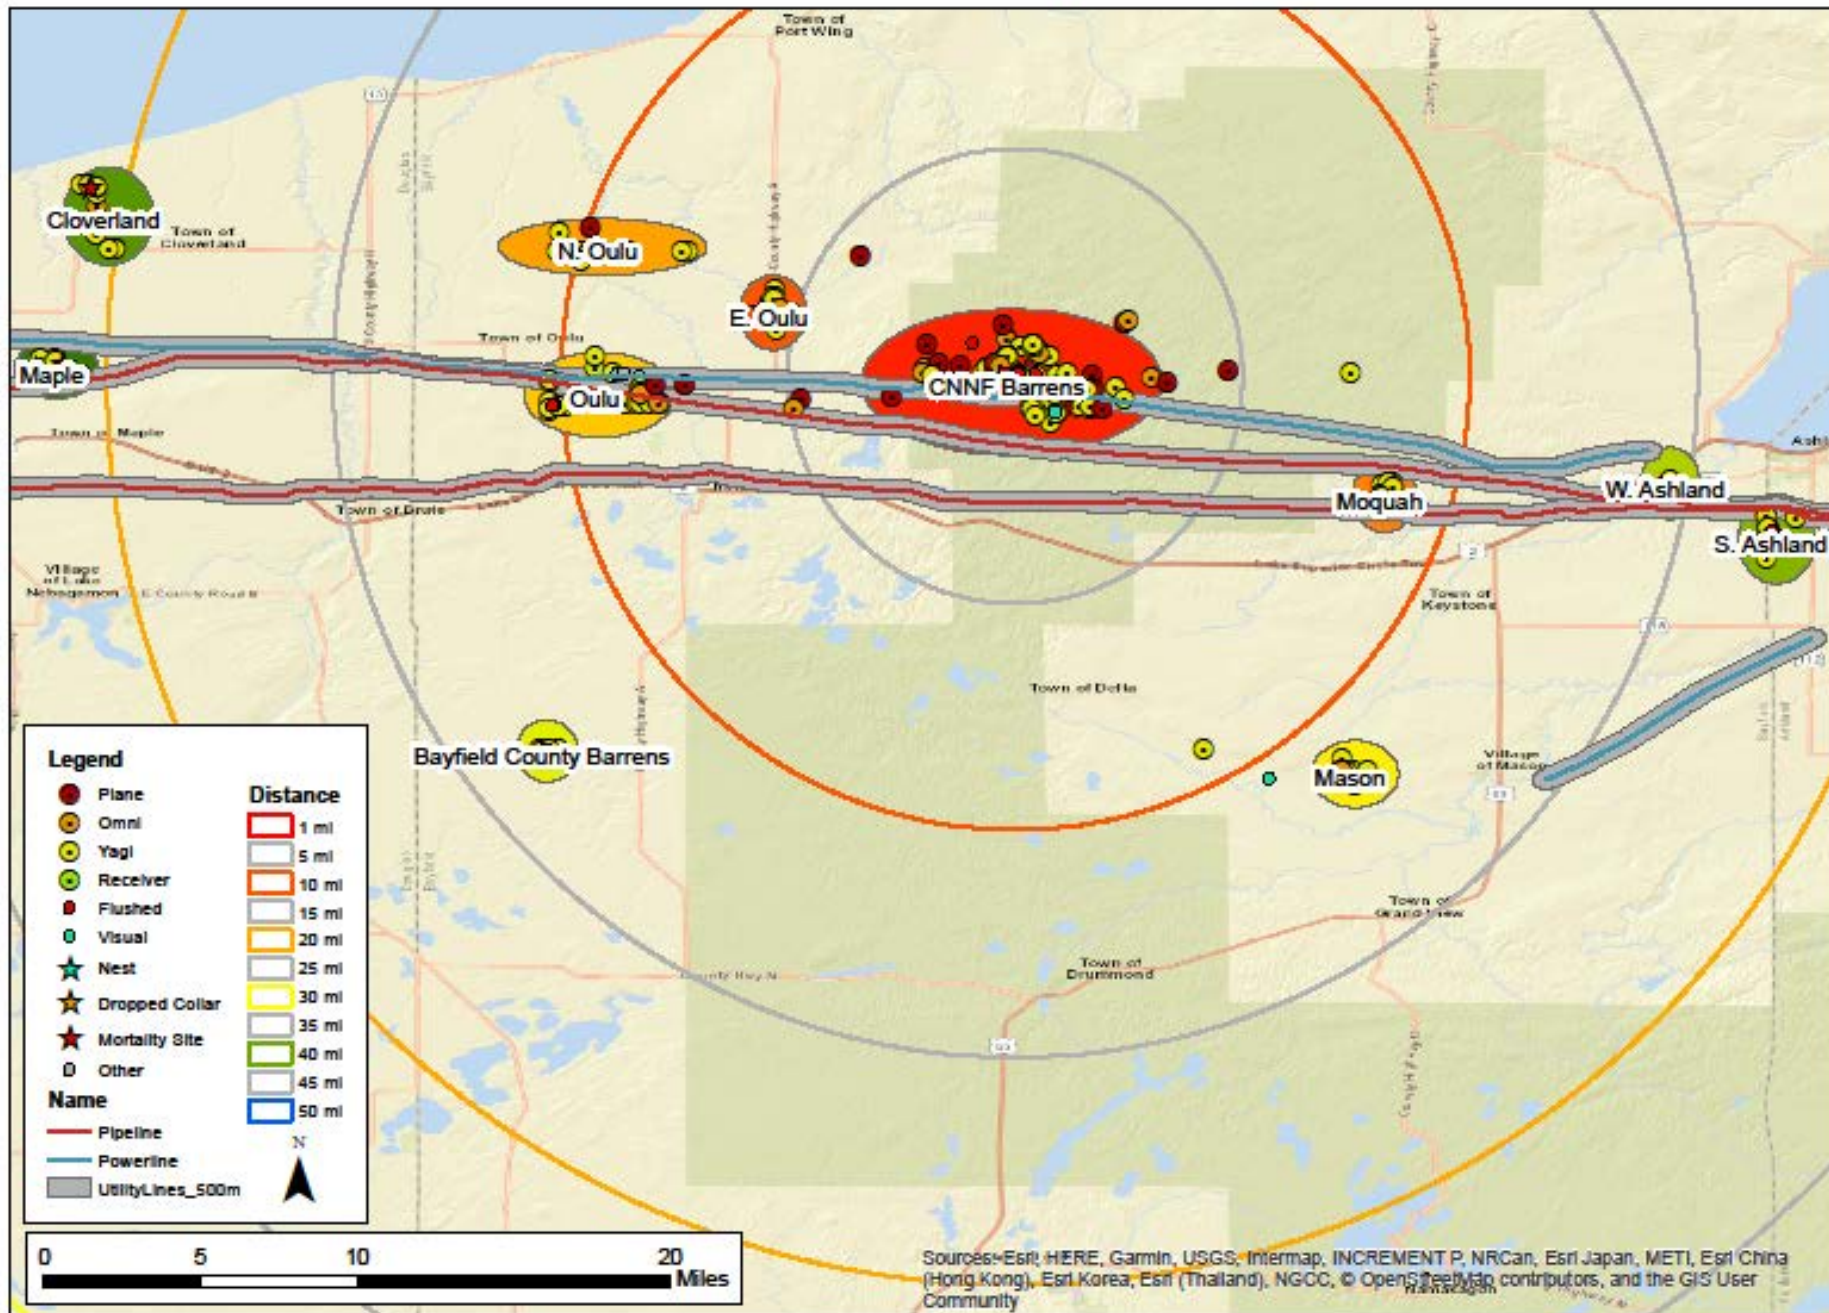 Town of
Port Wing
Cloverland
Town of
Cloverland
N. Oulu
E. Oulu
Town of Oulu
Maple
Oulu
CNNF Barrens
Town of Maple
Moquah
W. Ashland
S. Ashland
Village
of Lake
Nebagamon
E County Road B
Town of
Keystone
Town of Delta
Bayfield County Barrens
Mason
Village
of Mason
Town of
Grand View
Town of
Drummond
County Hwy N
63
Legend
Plane
Omni
Yagi
Receiver
Flushed
Visual
Nest
Dropped Collar
Mortality Site
Other
Name
Pipeline
Powerline
UtilityLines_500m
Distance
1 mi
5 mi
10 mi
15 mi
20 mi
25 mi
30 mi
35 mi
40 mi
45 mi
50 mi
N
0 5 10 20
Miles
Sources: Esri, HERE, Garmin, USGS, Intermap, INCREMENT P, NRCan, Esri Japan, METI, Esri China
(Hong Kong), Esri Korea, Esri (Thailand), NGCC, © OpenStreetMap contributors, and the GIS User
Community